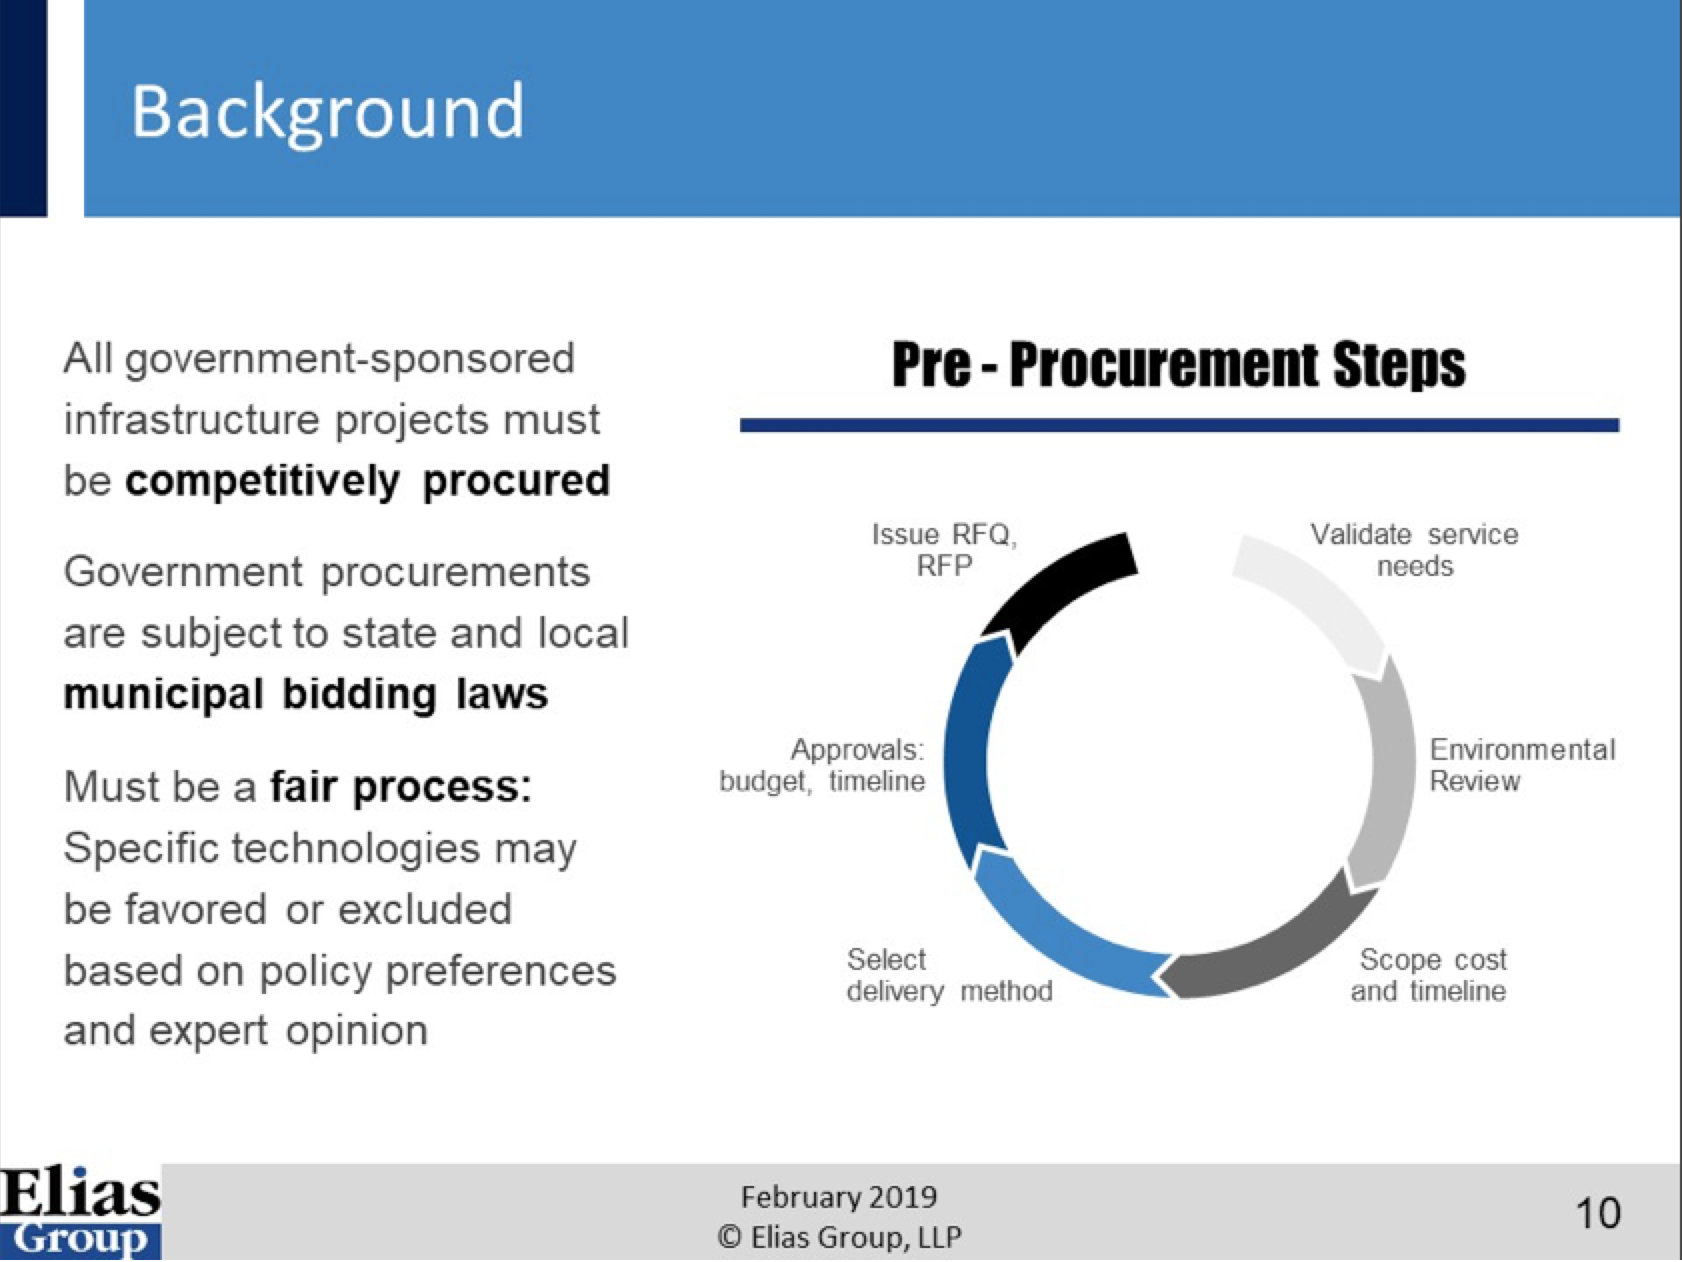 Background
All government-sponsored
infrastructure projects must
be competitively procured
Government procurements
are subject to state and local
municipal bidding laws
Must be a fair process:
Specific technologies may
be favored or excluded
based on policy preferences
and expert opinion
Pre - Procurement Steps
Validate service
needs
Environmental
Review
Scope cost
and timeline
Select
delivery method
Approvals:
budget, timeline
Issue RFQ,
RFP
Elias
Group
February 2019
© Elias Group, LLP
10